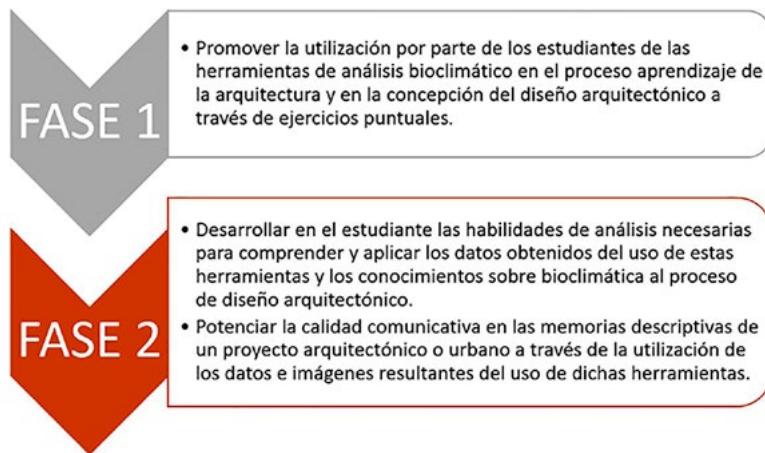 FASE 1
• Promover la utilización por parte de los estudiantes de las
herramientas de análisis bioclimático en el proceso aprendizaje de
la arquitectura y en la concepción del diseño arquitectónico a
través de ejercicios puntuales.
FASE 2
• Desarrollar en el estudiante las habilidades de análisis necesarias
para comprender y aplicar los datos obtenidos del uso de estas
herramientas y los conocimientos sobre bioclimática al proceso
de diseño arquitectónico.
• Potenciar la calidad comunicativa en las memorias descriptivas de
un proyecto arquitectónico o urbano a través de la utilización de
los datos e imágenes resultantes del uso de dichas herramientas.